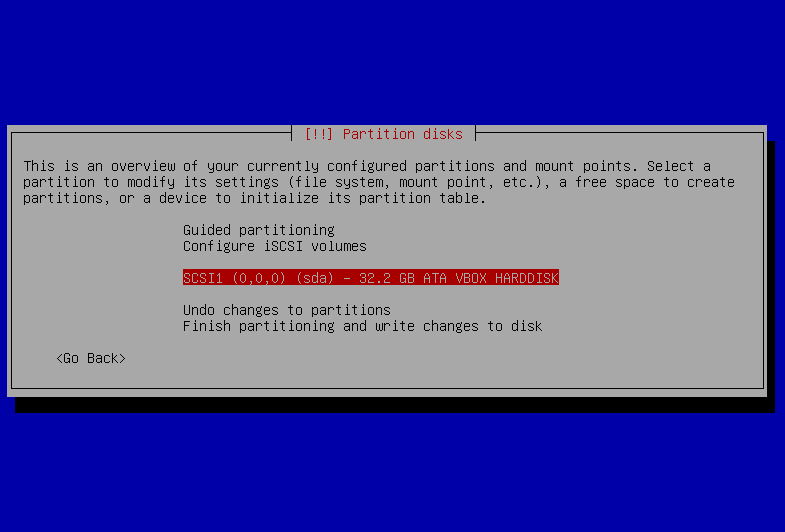 [!!] Partition disks
This is an overview of your currently configured partitions and mount points. Select a
partition to modify its settings (file system, mount point, etc.), a free space to create
partitions, or a device to initialize its partition table.
Guided partitioning
Configure iSCSI volumes
SCSI1 (0,0,0) (sda) - 32.2 GB ATA VBOX HARDDISK
Undo changes to partitions
Finish partitioning and write changes to disk
<Go Back>